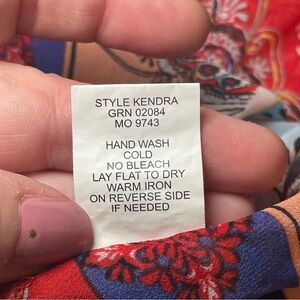 STYLE KENDRA
GRN 02084
MO 9743
HAND WASH
COLD
NO BLEACH
LAY FLAT TO DRY
WARM IRON
ON REVERSE SIDE
IF NEEDED